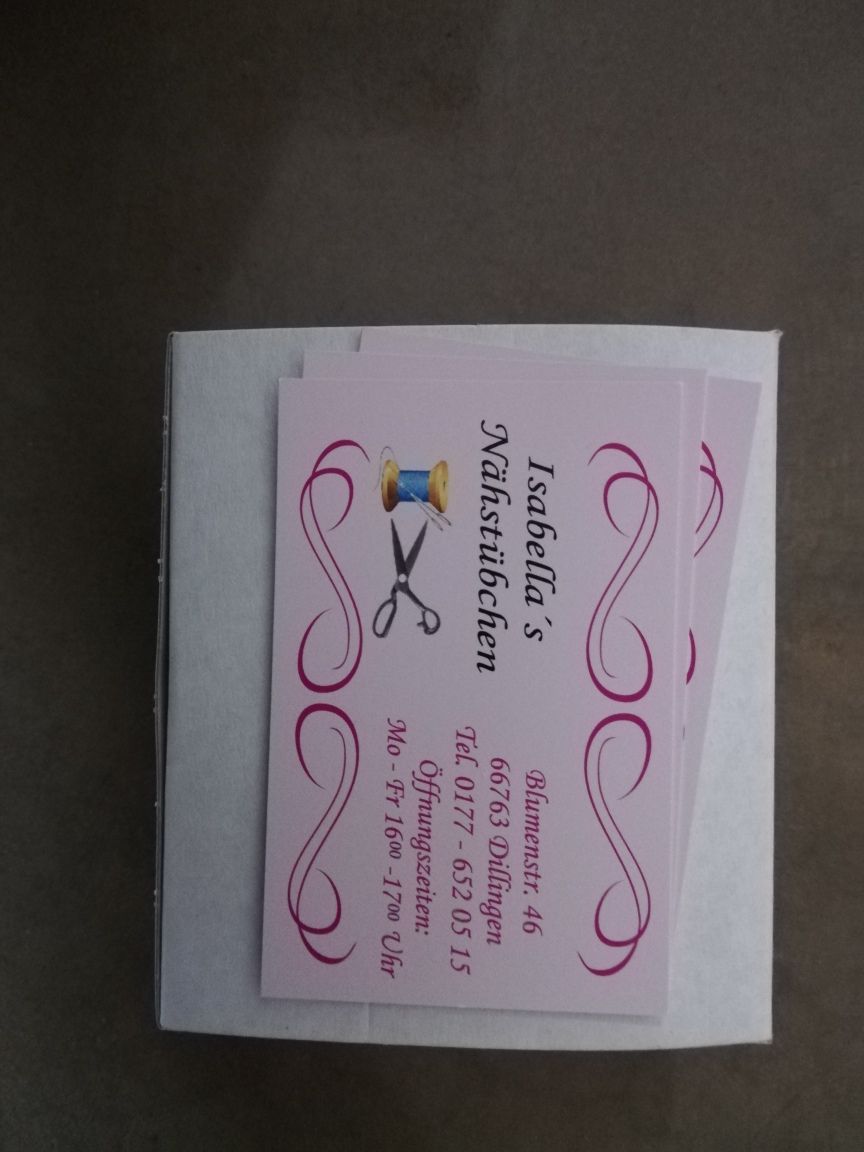 Isabella´s
Nähstübchen
Blumenstr. 46
66763 Dillingen
Tel. 0177 - 652 05 15
Öffnungszeiten:
Mo - Fr 16⁰⁰ -17⁰⁰ Uhr